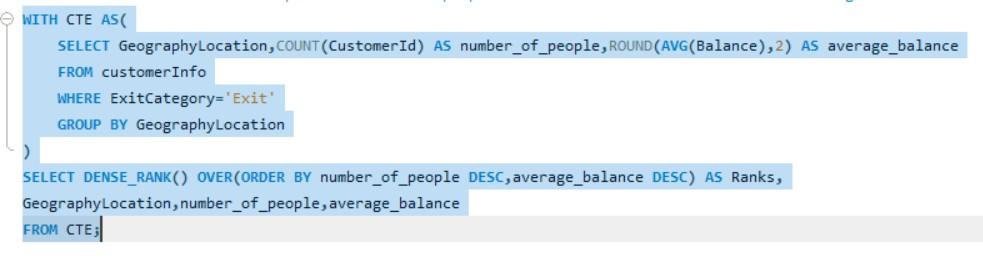 WITH CTE AS(
SELECT GeographyLocation,COUNT(CustomerId) AS number_of_people,ROUND(AVG(Balance),2) AS average_balance
FROM customerInfo
WHERE ExitCategory='Exit'
GROUP BY GeographyLocation
)
SELECT DENSE_RANK() OVER(ORDER BY number_of_people DESC,average_balance DESC) AS Ranks,
GeographyLocation,number_of_people,average_balance
FROM CTE;